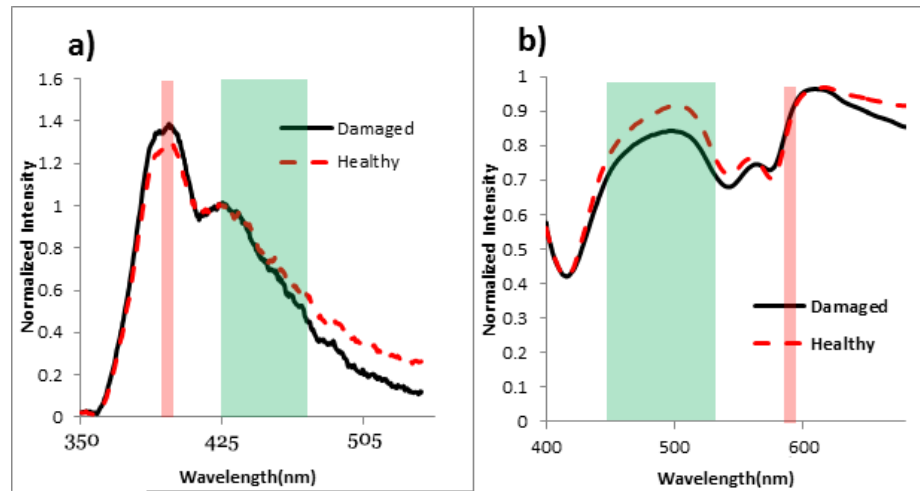 a)
Normalized Intensity
1.6
1.4
1.2
1
0.8
0.6
0.4
0.2
0
350
425
505
Wavelength(nm)
Damaged
Healthy
b)
Normalized Intensity
1
0.9
0.8
0.7
0.6
0.5
0.4
0.3
0.2
0.1
0
400
500
600
Wavelength(nm)
Damaged
Healthy